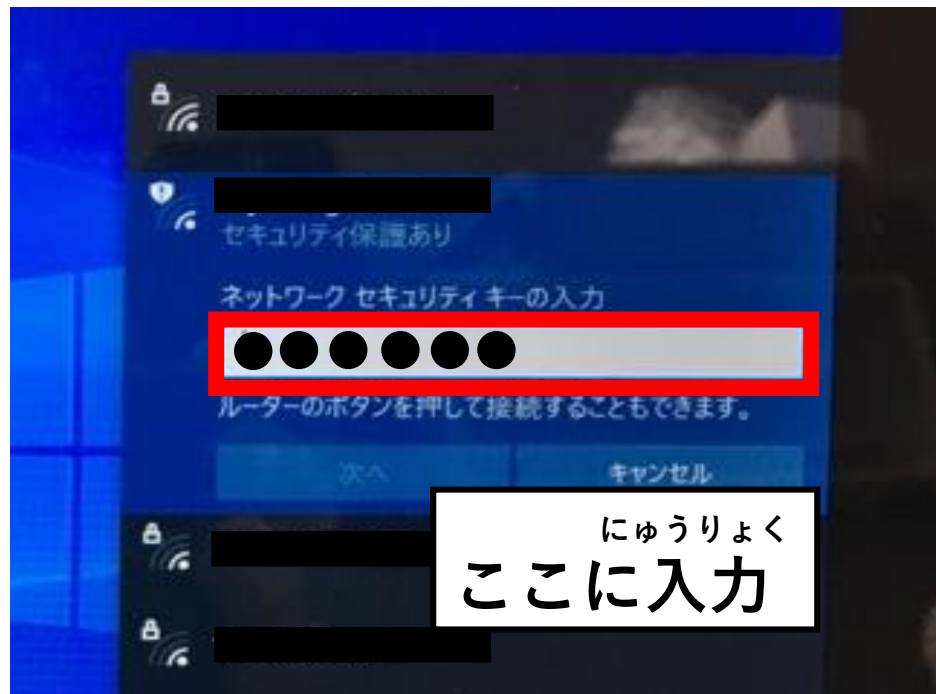 セキュリティ保護あり
ネットワーク セキュリティ キーの入力
●●●●●●
ルーターのボタンを押して接続することもできます。
次へ
キャンセル
にゅうりょく
ここに入力